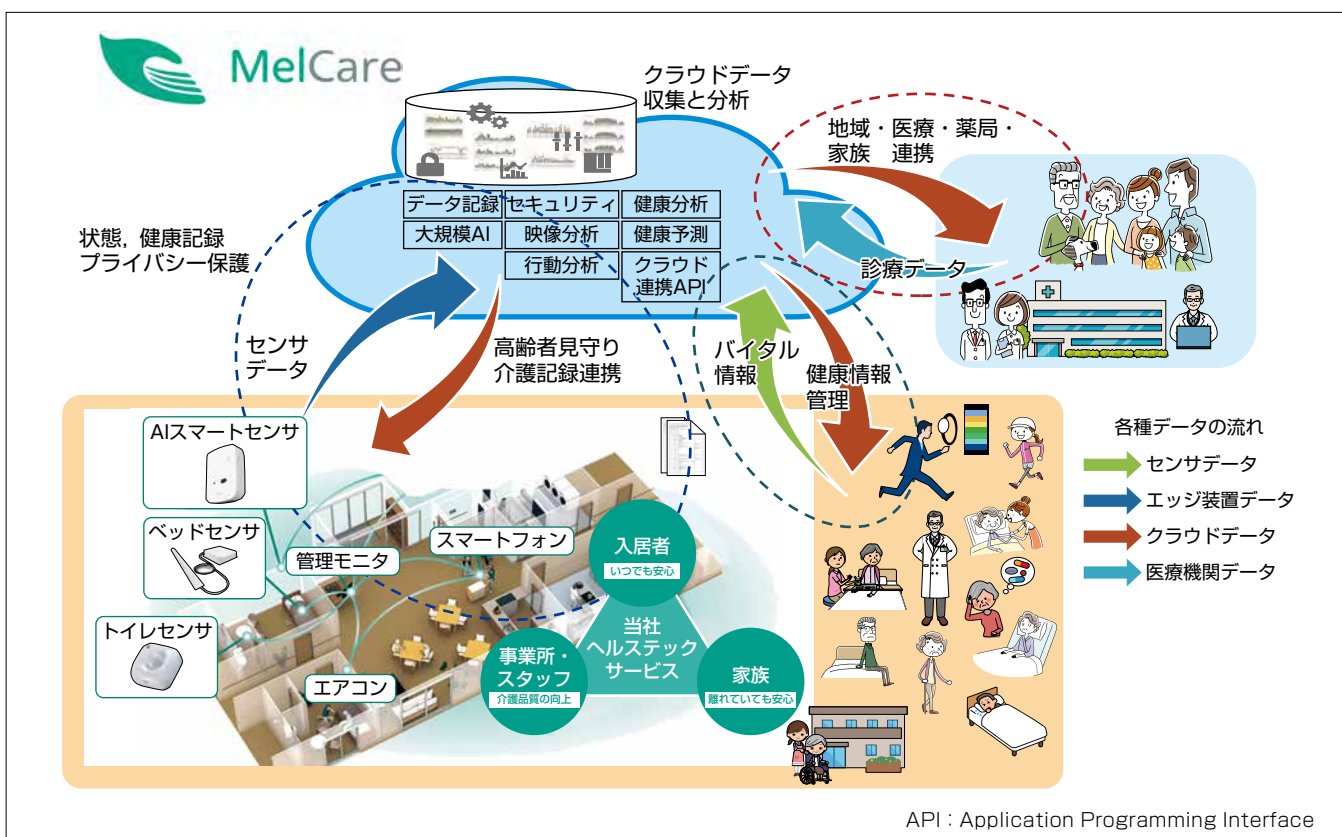 MelCare
クラウドデータ
収集と分析
地域・医療・薬局・
家族 連携
データ記録
セキュリティ
健康分析
大規模AI
映像分析
健康予測
行動分析
クラウド
連携API
状態，健康記録
プライバシー保護
診療データ
センサ
データ
高齢者見守り
介護記録連携
バイタル
情報
健康情報
管理
AIスマートセンサ
ベッドセンサ
トイレセンサ
管理モニタ
スマートフォン
エアコン
入居者
いつでも安心
当社
ヘルステック
サービス
事業所・
スタッフ
介護品質の向上
家族
離れていても安心
各種データの流れ
センサデータ
エッジ装置データ
クラウドデータ
医療機関データ
API：Application Programming Interface